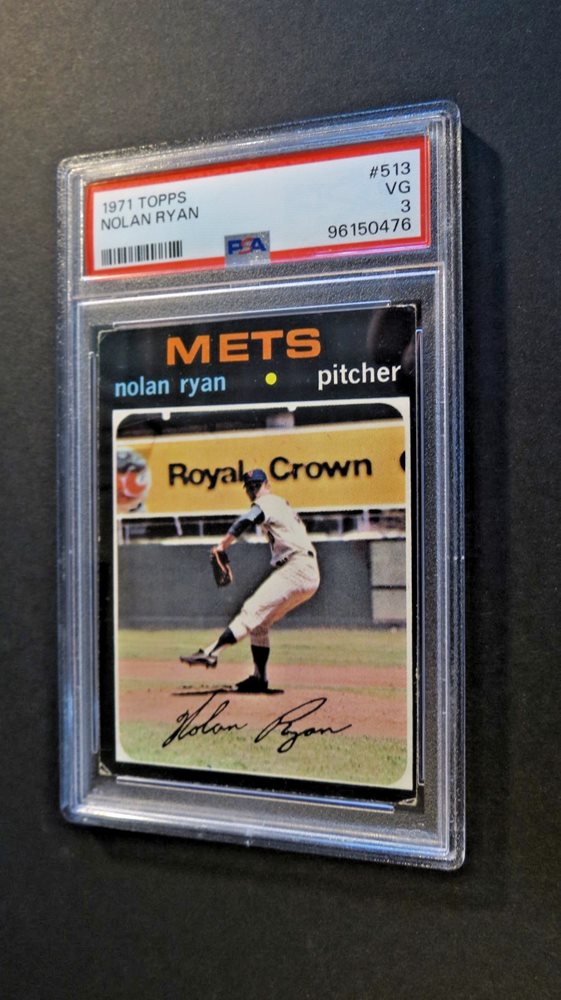 1971 TOPPS #513
NOLAN RYAN VG
3
PSA 96150476
METS
nolan ryan pitcher
Royal Crown
Nolan Ryan